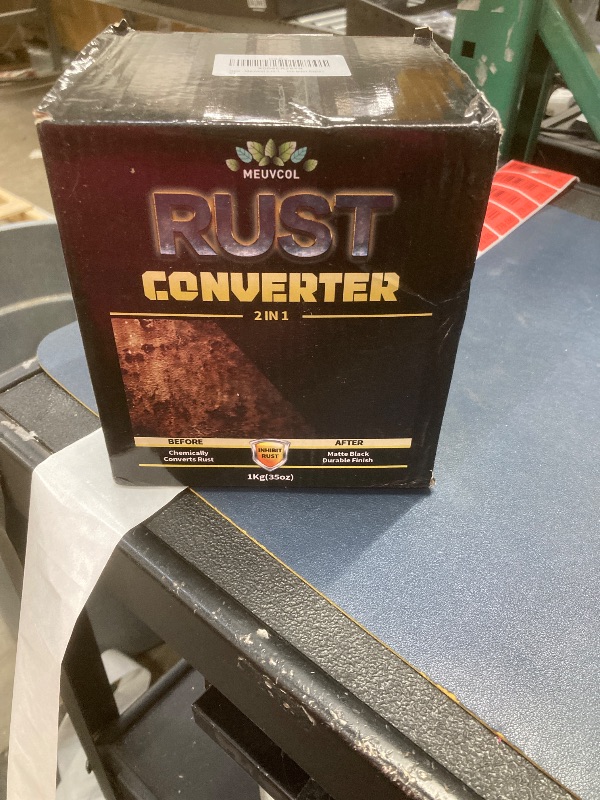 MEUVCOL
RUST
CONVERTER
2 IN 1
BEFORE
AFTER
Chemically
Converts Rust
INHIBIT
RUST
Matte Black
Durable Finish
1Kg(35oz)